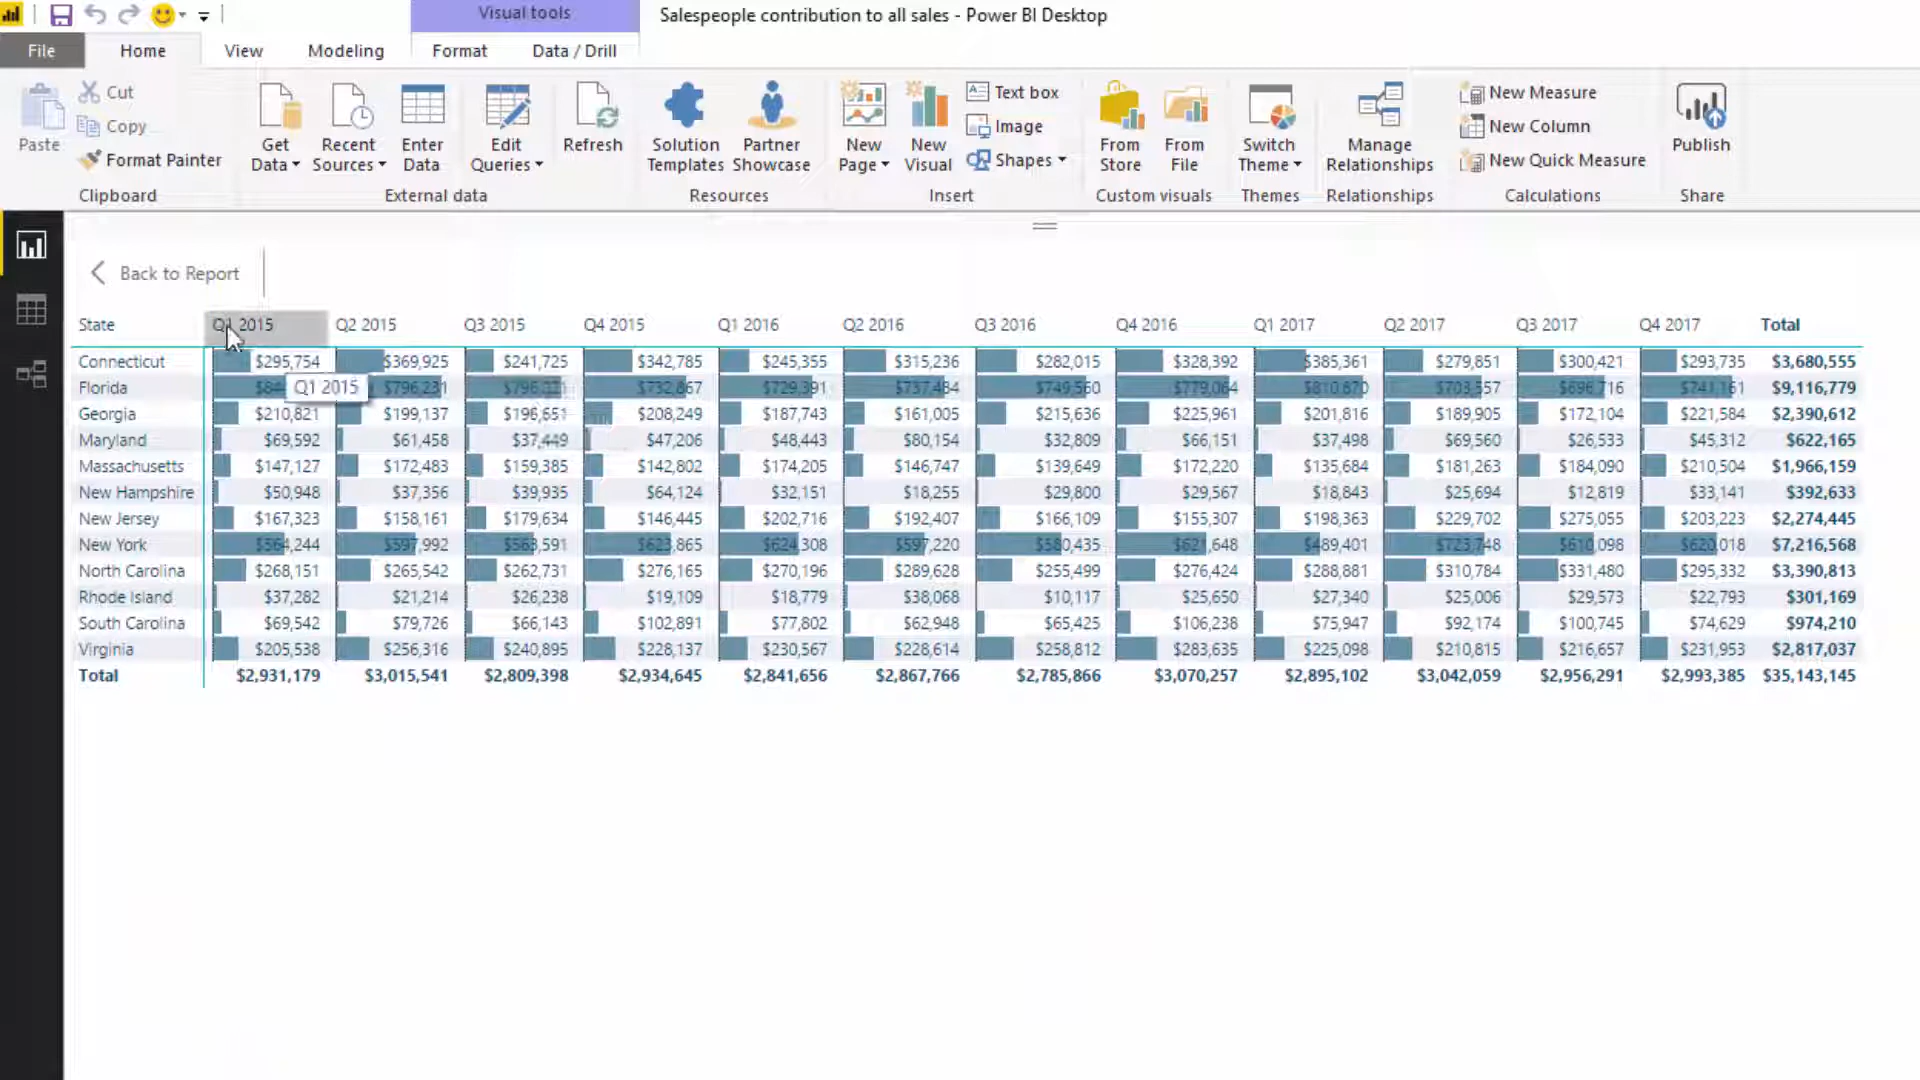 Visual tools
Salespeople contribution to all sales - Power BI Desktop
File Home View Modeling Format Data / Drill
Paste
Cut
Copy
Format Painter
Clipboard
Get Data
Recent Sources
Enter Data
Edit Queries
External data
Refresh
Solution Templates
Partner Showcase
Resources
New Page
New Visual
Text box
Image
Shapes
Insert
From Store
From File
Custom visuals
Switch Theme
Themes
Manage Relationships
Relationships
New Measure
New Column
New Quick Measure
Calculations
Publish
Share
Back to Report
State Q1 2015 Q2 2015 Q3 2015 Q4 2015 Q1 2016 Q2 2016 Q3 2016 Q4 2016 Q1 2017 Q2 2017 Q3 2017 Q4 2017 Total
Connecticut $295,754 $369,925 $241,725 $342,785 $245,355 $315,236 $282,015 $328,392 $385,361 $279,851 $300,421 $293,735 $3,680,555
Florida Q1 2015 $796,231 $732,867 $729,391 $737,484 $749,560 $779,064 $810,870 $703,557 $696,716 $741,161 $9,116,779
Georgia $210,821 $199,137 $196,651 $208,249 $187,743 $161,005 $215,636 $225,961 $201,816 $189,905 $172,104 $221,584 $2,390,612
Maryland $69,592 $61,458 $37,449 $47,206 $48,443 $80,154 $32,809 $66,151 $37,498 $69,560 $26,533 $45,312 $622,165
Massachusetts $147,127 $172,483 $159,385 $142,802 $174,205 $146,747 $139,649 $172,220 $135,684 $181,263 $184,090 $210,504 $1,966,159
New Hampshire $50,948 $37,356 $39,935 $64,124 $32,151 $18,255 $29,800 $29,567 $18,843 $25,694 $12,819 $33,141 $392,633
New Jersey $167,323 $158,161 $179,634 $146,445 $202,716 $192,407 $166,109 $155,307 $198,363 $229,702 $275,055 $203,223 $2,274,445
New York $564,244 $597,992 $563,591 $623,865 $624,308 $597,220 $580,435 $621,648 $489,401 $723,748 $610,098 $620,018 $7,216,568
North Carolina $268,151 $265,542 $262,731 $276,165 $270,196 $289,628 $255,499 $276,424 $288,881 $310,784 $331,480 $295,332 $3,390,813
Rhode Island $37,282 $21,214 $26,238 $19,109 $18,779 $38,068 $10,117 $25,650 $27,340 $25,006 $29,573 $22,793 $301,169
South Carolina $69,542 $79,726 $66,143 $102,891 $77,802 $62,948 $65,425 $106,238 $75,947 $92,174 $100,745 $74,629 $974,210
Virginia $205,538 $256,316 $240,895 $228,137 $230,567 $228,614 $258,812 $283,635 $225,098 $210,815 $216,657 $231,953 $2,817,037
Total $2,931,179 $3,015,541 $2,809,398 $2,934,645 $2,841,656 $2,867,766 $2,785,866 $3,070,257 $2,895,102 $3,042,059 $2,956,291 $2,993,385 $35,143,145